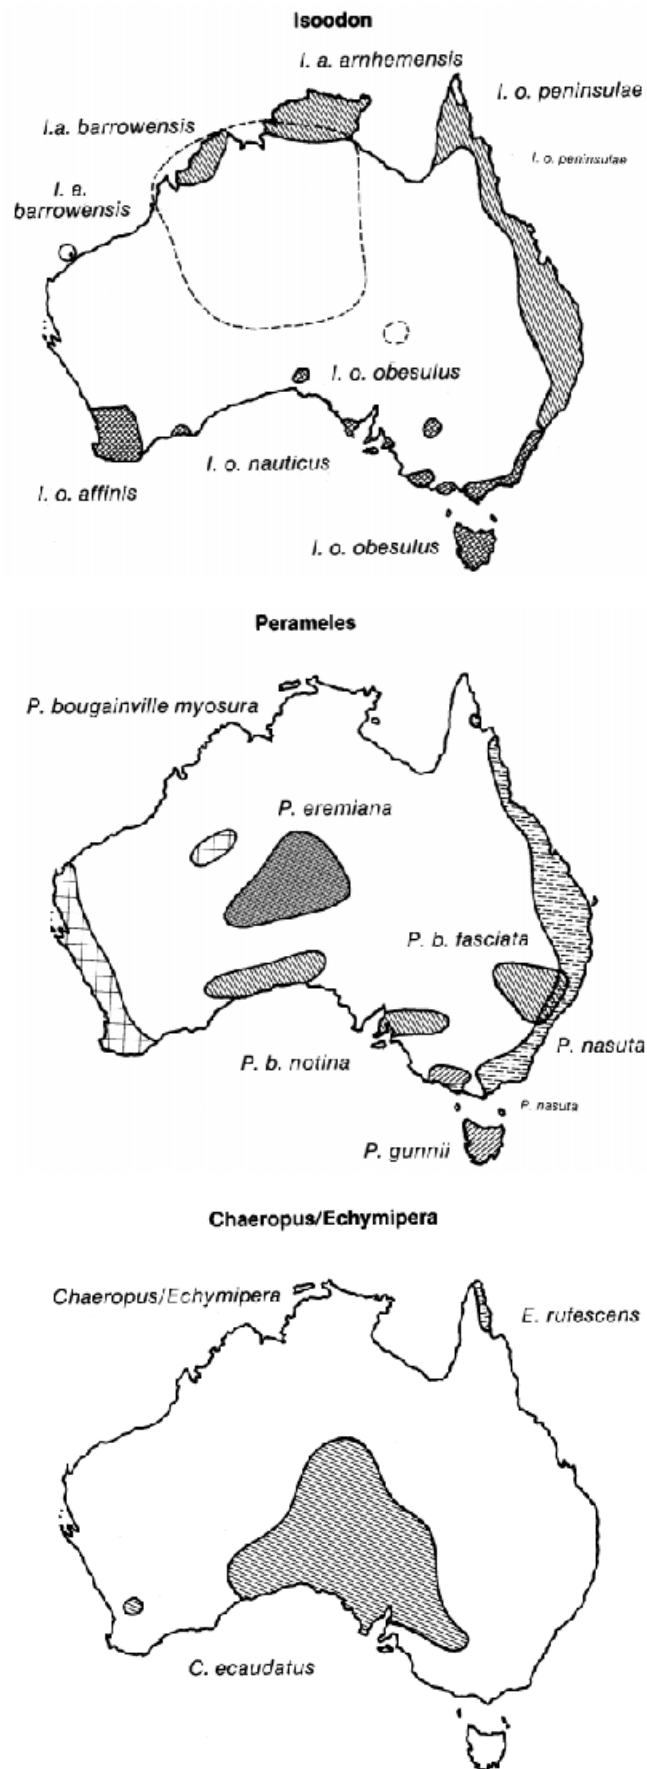 Isoodon
I. a. arnhemensis
I. o. peninsulae
I.a. barrowensis
I. o. peninsulae
I. a.
barrowensis
I. o. obesulus
I. o. nauticus
I. o. affinis
I. o. obesulus
Perameles
P. bougainville myosura
P. eremiana
P. b. fasciata
P. nasuta
P. b. notina
P. nasuta
P. gunnii
Chaeropus/Echymipera
Chaeropus/Echymipera
E. rufescens
C. ecaudatus